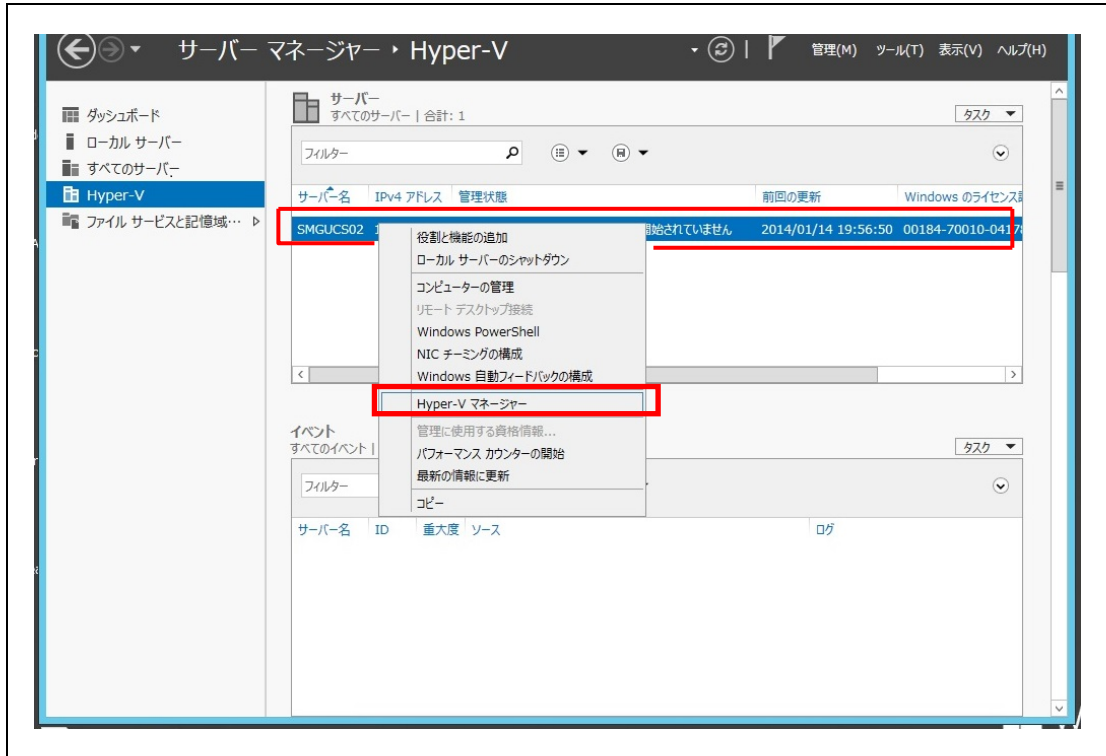 サーバー マネージャー ・ Hyper-V
管理(M) ツール(T) 表示(V) ヘルプ(H)
ダッシュボード
ローカル サーバー
すべてのサーバー
Hyper-V
ファイル サービスと記憶域…
サーバー
すべてのサーバー | 合計: 1
タスク
フィルター
サーバー名 IPv4 アドレス 管理状態 前回の更新 Windows のライセンス
SMGUCS02 1 開始されていません 2014/01/14 19:56:50 00184-70010-04178
役割と機能の追加
ローカル サーバーのシャットダウン
コンピューターの管理
リモート デスクトップ接続
Windows PowerShell
NIC チーミングの構成
Windows 自動フィードバックの構成
Hyper-V マネージャー
管理に使用する資格情報...
パフォーマンス カウンターの開始
最新の情報に更新
コピー
イベント
すべてのイベント |
タスク
フィルター
サーバー名 ID 重大度 ソース ログ